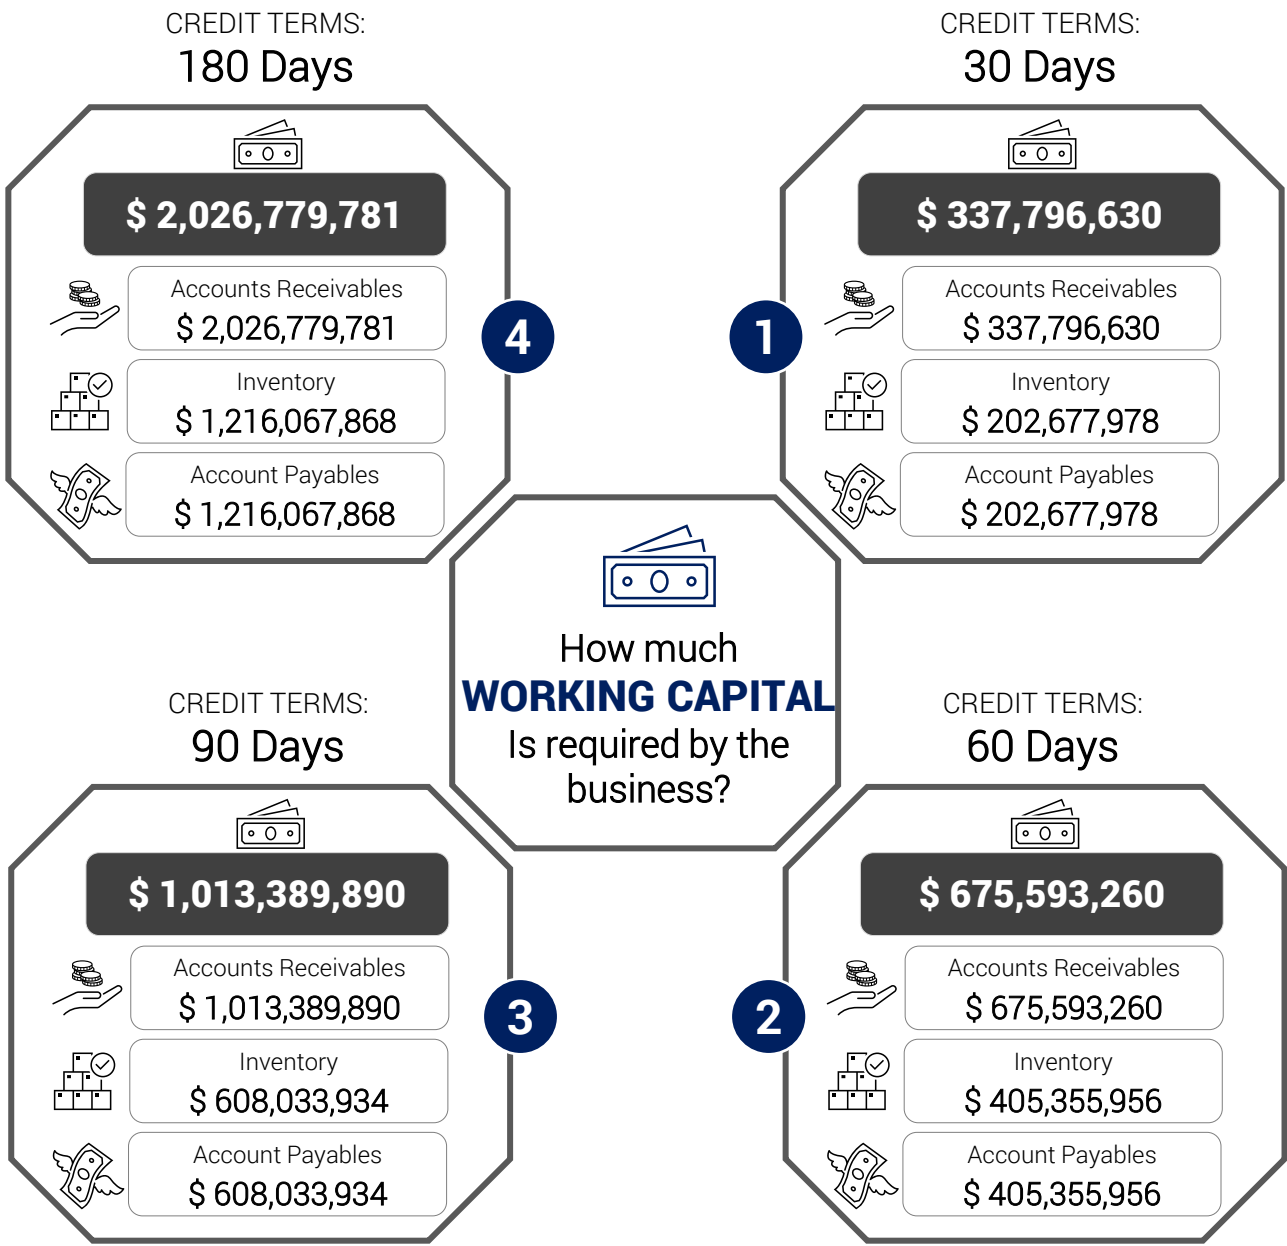 CREDIT TERMS:
180 Days
$ 2,026,779,781
Accounts Receivables
$ 2,026,779,781
Inventory
$ 1,216,067,868
Account Payables
$ 1,216,067,868
4
CREDIT TERMS:
30 Days
$ 337,796,630
Accounts Receivables
$ 337,796,630
Inventory
$ 202,677,978
Account Payables
$ 202,677,978
1
How much
WORKING CAPITAL
Is required by the
business?
CREDIT TERMS:
90 Days
$ 1,013,389,890
Accounts Receivables
$ 1,013,389,890
Inventory
$ 608,033,934
Account Payables
$ 608,033,934
3
CREDIT TERMS:
60 Days
$ 675,593,260
Accounts Receivables
$ 675,593,260
Inventory
$ 405,355,956
Account Payables
$ 405,355,956
2